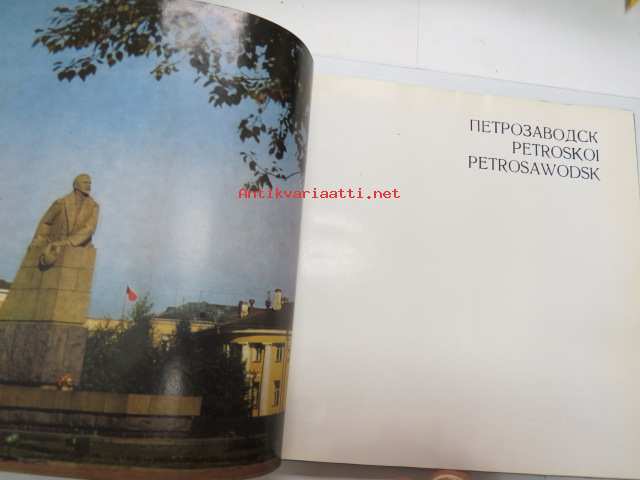 ПЕТРОЗАВОДСК
PETROSKOI
PETROSAWODSK
Antikvariaatti.net